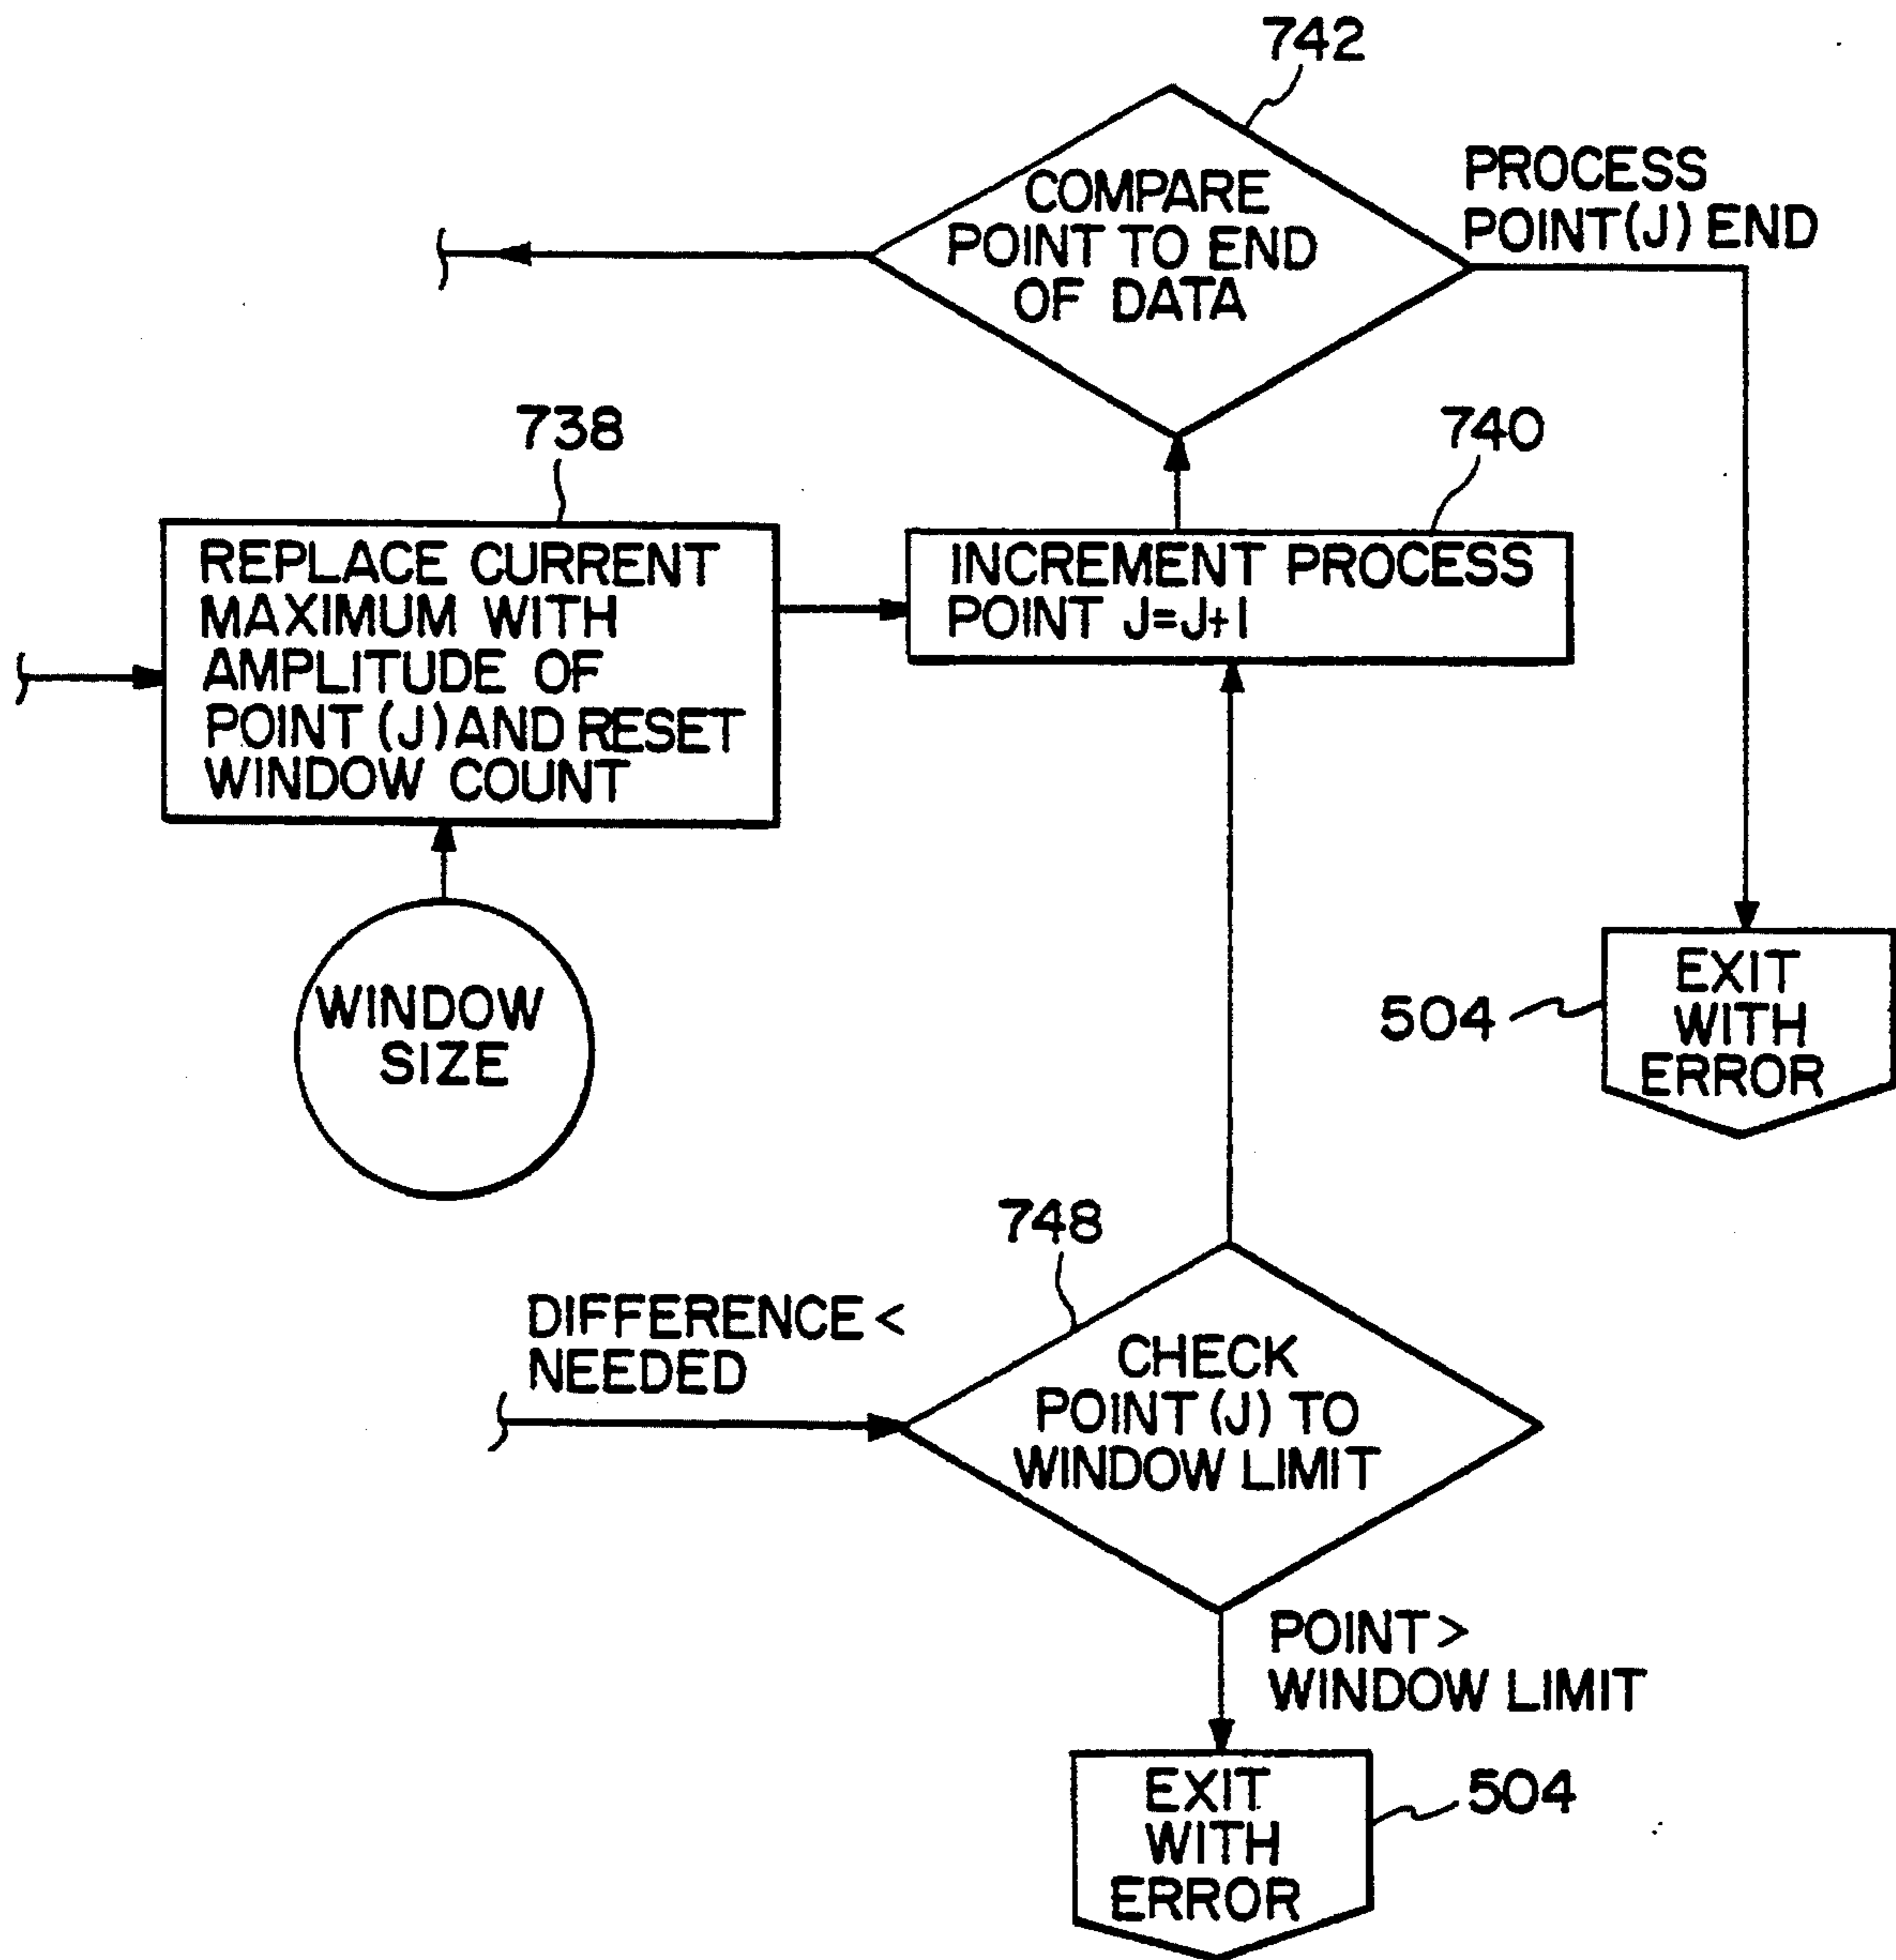 742
COMPARE
POINT TO END
OF DATA
PROCESS
POINT(J) END
738
740
REPLACE CURRENT
MAXIMUM WITH
AMPLITUDE OF
POINT (J) AND RESET
WINDOW COUNT
INCREMENT PROCESS
POINT J=J+1
WINDOW
SIZE
504
EXIT
WITH
ERROR
748
DIFFERENCE <
NEEDED
CHECK
POINT (J) TO
WINDOW LIMIT
POINT >
WINDOW LIMIT
EXIT
WITH
ERROR
504